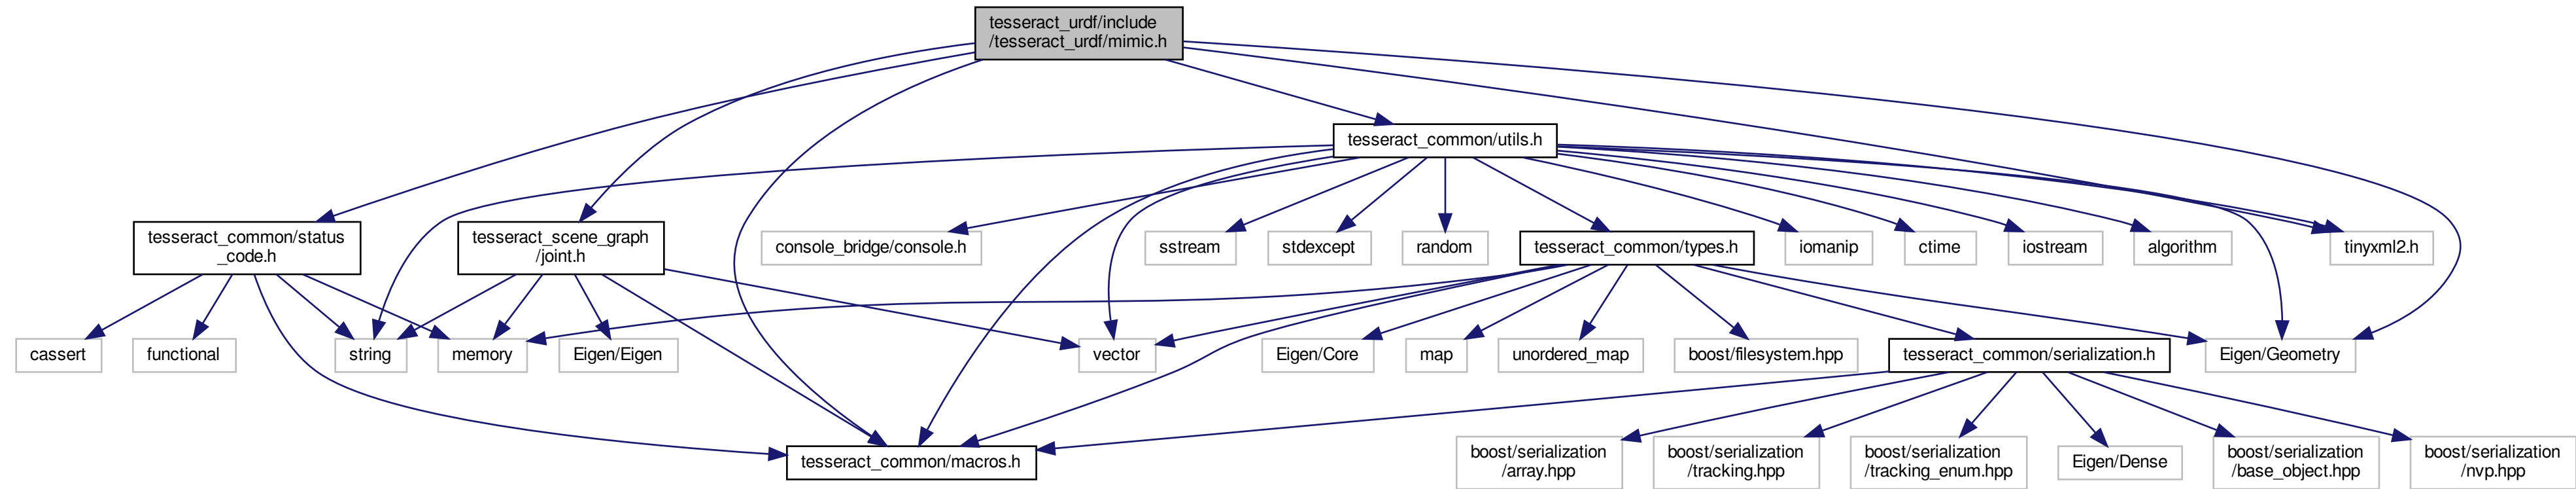 tesseract_urdf/include
/tesseract_urdf/mimic.h
tesseract_common/utils.h
tesseract_common/status
_code.h
tesseract_scene_graph
/joint.h
console_bridge/console.h
sstream
stdexcept
random
tesseract_common/types.h
iomanip
ctime
iostream
algorithm
tinyxml2.h
cassert
functional
string
memory
Eigen/Eigen
vector
Eigen/Core
map
unordered_map
boost/filesystem.hpp
tesseract_common/serialization.h
Eigen/Geometry
tesseract_common/macros.h
boost/serialization
/array.hpp
boost/serialization
/tracking.hpp
boost/serialization
/tracking_enum.hpp
Eigen/Dense
boost/serialization
/base_object.hpp
boost/serialization
/nvp.hpp